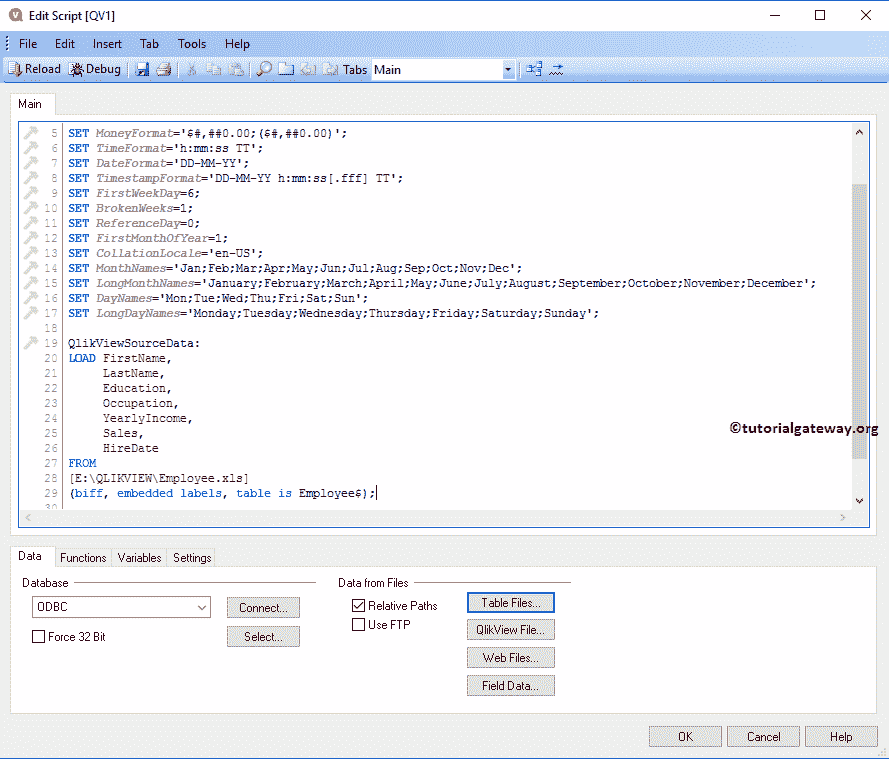 Edit Script [QV1]
File Edit Insert Tab Tools Help
Reload Debug Tabs Main
Main
5 SET MoneyFormat='$#,##0.00;($#,##0.00)';
6 SET TimeFormat='h:mm:ss TT';
7 SET DateFormat='DD-MM-YY';
8 SET TimestampFormat='DD-MM-YY h:mm:ss[.fff] TT';
9 SET FirstWeekDay=6;
10 SET BrokenWeeks=1;
11 SET ReferenceDay=0;
12 SET FirstMonthOfYear=1;
13 SET CollationLocale='en-US';
14 SET MonthNames='Jan;Feb;Mar;Apr;May;Jun;Jul;Aug;Sep;Oct;Nov;Dec';
15 SET LongMonthNames='January;February;March;April;May;June;July;August;September;October;November;December';
16 SET DayNames='Mon;Tue;Wed;Thu;Fri;Sat;Sun';
17 SET LongDayNames='Monday;Tuesday;Wednesday;Thursday;Friday;Saturday;Sunday';
18
19 QlikViewSourceData:
20 LOAD FirstName,
21 LastName,
22 Education,
23 Occupation,
24 YearlyIncome,
25 Sales,
26 HireDate
27 FROM
28 [E:\QLIKVIEW\Employee.xls]
29 (biff, embedded labels, table is Employee$);
30
©tutorialgateway.org
Data Functions Variables Settings
Database
ODBC
Connect...
Force 32 Bit
Select...
Data from Files
Relative Paths
Use FTP
Table Files...
QlikView File...
Web Files...
Field Data...
OK Cancel Help